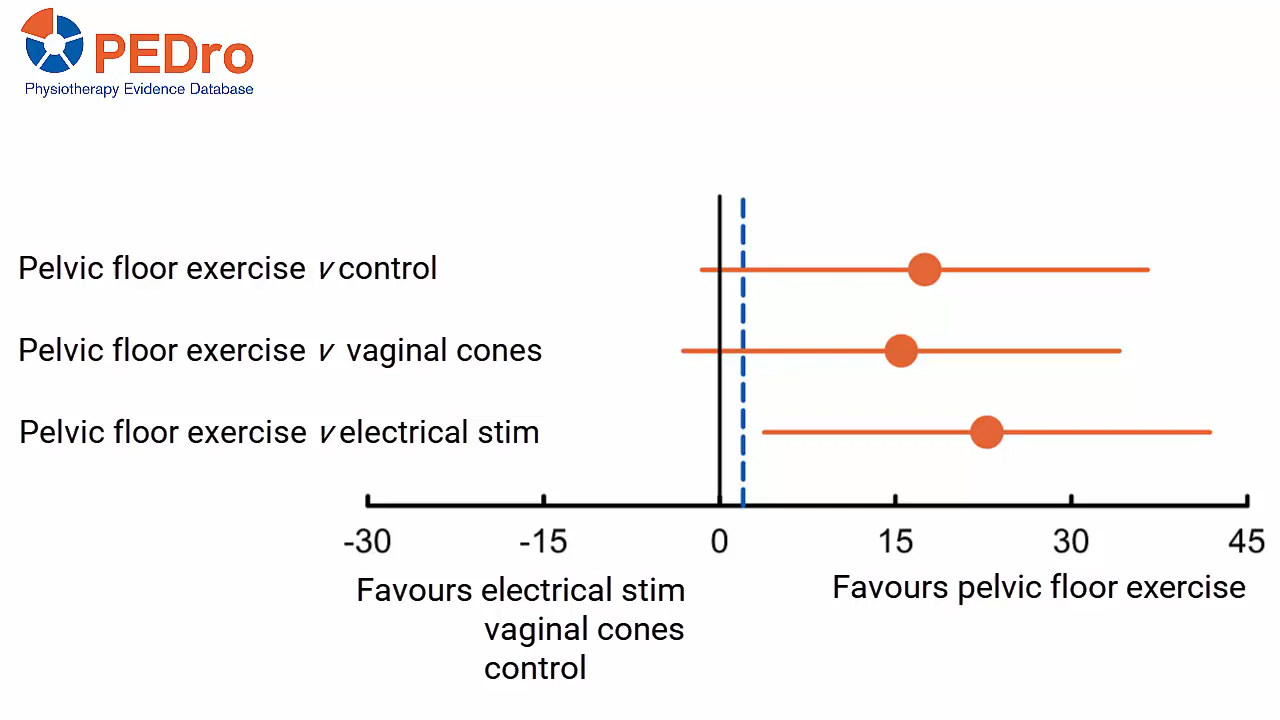 PEDro
Physiotherapy Evidence Database
Pelvic floor exercise v control
Pelvic floor exercise v vaginal cones
Pelvic floor exercise v electrical stim
-30 -15 0 15 30 45
Favours electrical stim Favours pelvic floor exercise
vaginal cones
control